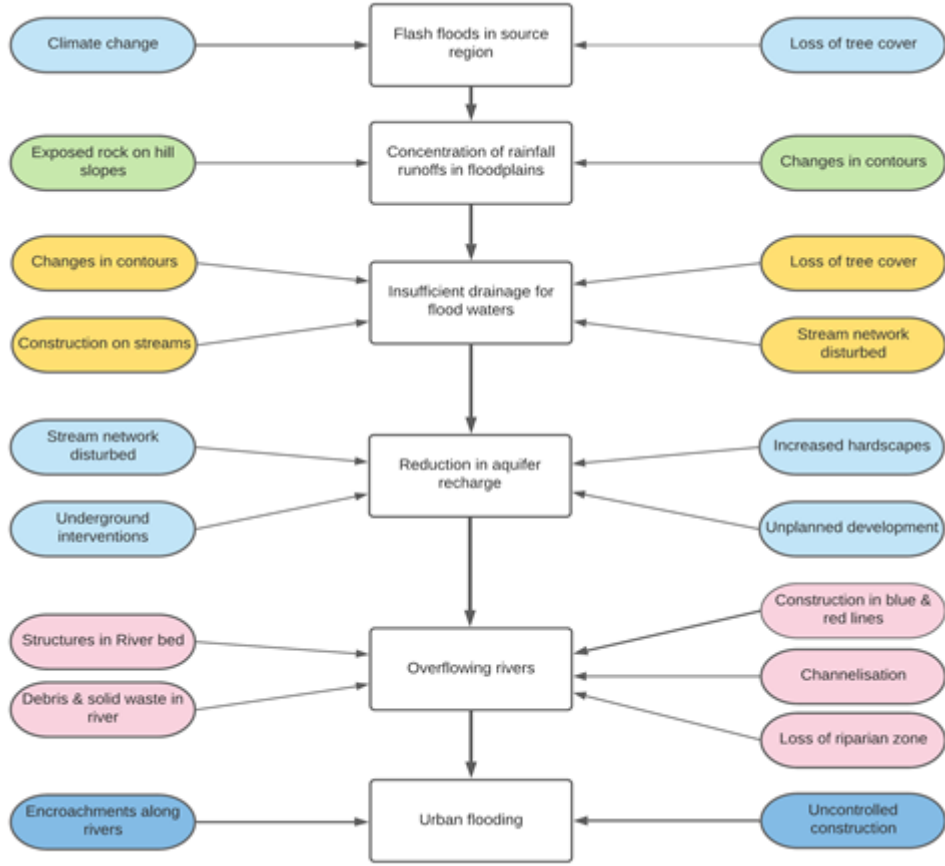 Climate change
Flash floods in source
region
Loss of tree cover
Exposed rock on hill
slopes
Concentration of rainfall
runoffs in floodplains
Changes in contours
Changes in contours
Construction on streams
Insufficient drainage for
flood waters
Loss of tree cover
Stream network
disturbed
Stream network
disturbed
Underground
interventions
Reduction in aquifer
recharge
Increased hardscapes
Unplanned development
Structures in River bed
Debris & solid waste in
river
Overflowing rivers
Construction in blue &
red lines
Channelisation
Loss of riparian zone
Encroachments along
rivers
Urban flooding
Uncontrolled
construction